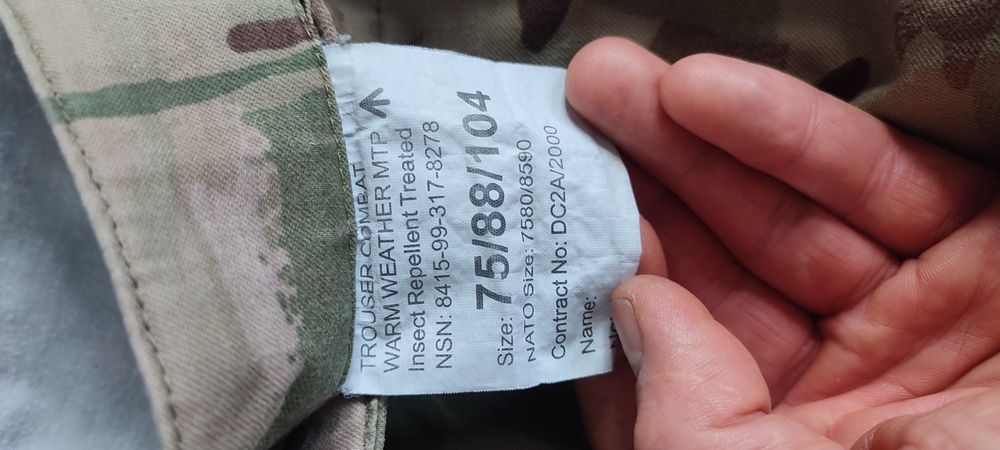 TROUSER COMBAT
WARM WEATHER MTP
Insect Repellent Treated
NSN: 8415-99-317-8278
Size: 75/88/104
NATO Size: 7580/8590
Contract No: DC2A/2000
Name: